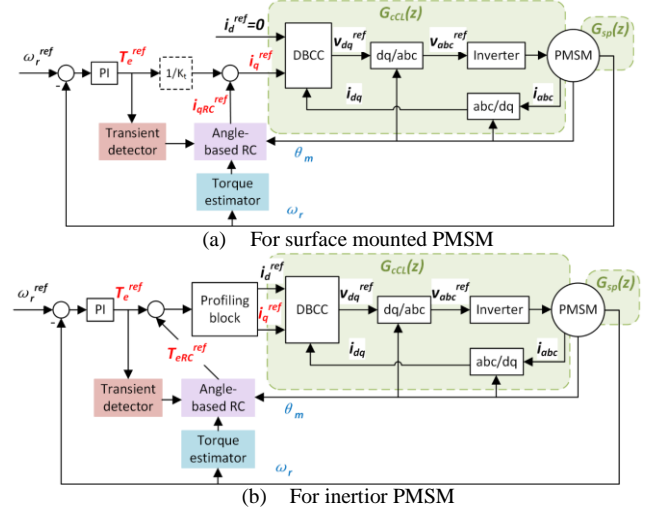 i_d^ref=0
G_cCL(z)
G_sp(z)
ω_r^ref
T_e^ref
i_q^ref
v_dq^ref
v_abc^ref
-
PI
1/K_t
DBCC
dq/abc
Inverter
PMSM
i_qRC^ref
i_dq
i_abc
abc/dq
Transient detector
Angle-based RC
θ_m
Torque estimator
ω_r
(a) For surface mounted PMSM
G_cCL(z)
G_sp(z)
i_d^ref
ω_r^ref
T_e^ref
v_dq^ref
v_abc^ref
-
PI
Profiling block
i_q^ref
DBCC
dq/abc
Inverter
PMSM
T_eRC^ref
i_dq
i_abc
abc/dq
Transient detector
Angle-based RC
θ_m
Torque estimator
ω_r
(b) For inertior PMSM